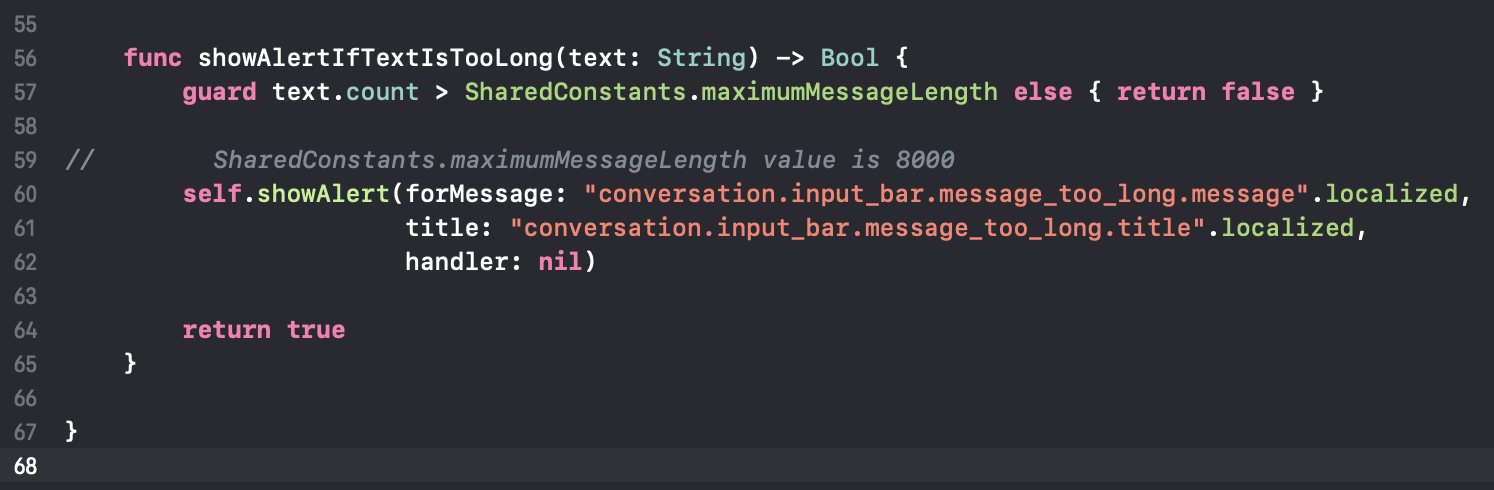 55
56     func showAlertIfTextIsTooLong(text: String) -> Bool {
57         guard text.count > SharedConstants.maximumMessageLength else { return false }
58
59 //        SharedConstants.maximumMessageLength value is 8000
60         self.showAlert(forMessage: "conversation.input_bar.message_too_long.message".localized,
61                        title: "conversation.input_bar.message_too_long.title".localized,
62                        handler: nil)
63
64         return true
65     }
66
67 }
68